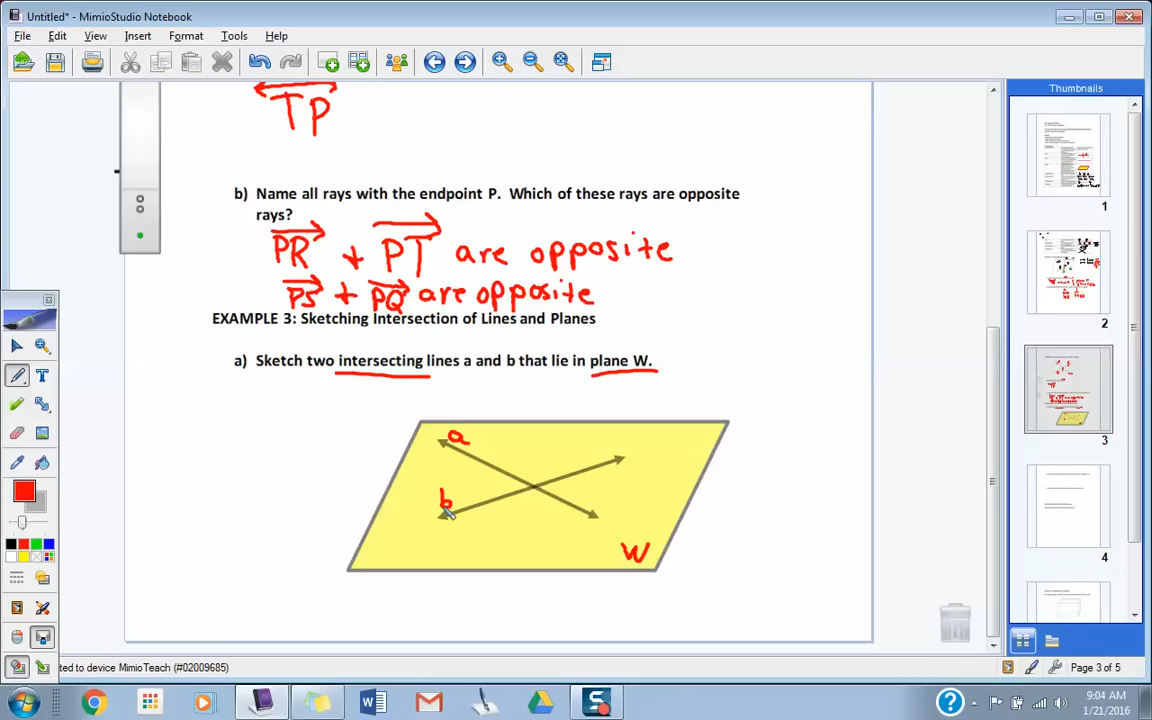 Untitled* - MimioStudio Notebook
File Edit View Insert Format Tools Help
Thumbnails
TP
b) Name all rays with the endpoint P. Which of these rays are opposite
rays?
PR + PT are opposite
PS + PQ are opposite
EXAMPLE 3: Sketching Intersection of Lines and Planes
a) Sketch two intersecting lines a and b that lie in plane W.
a
b
W
1
2
3
4
T
ted to device MimioTeach (#02009685)
Page 3 of 5
9:04 AM
1/21/2016